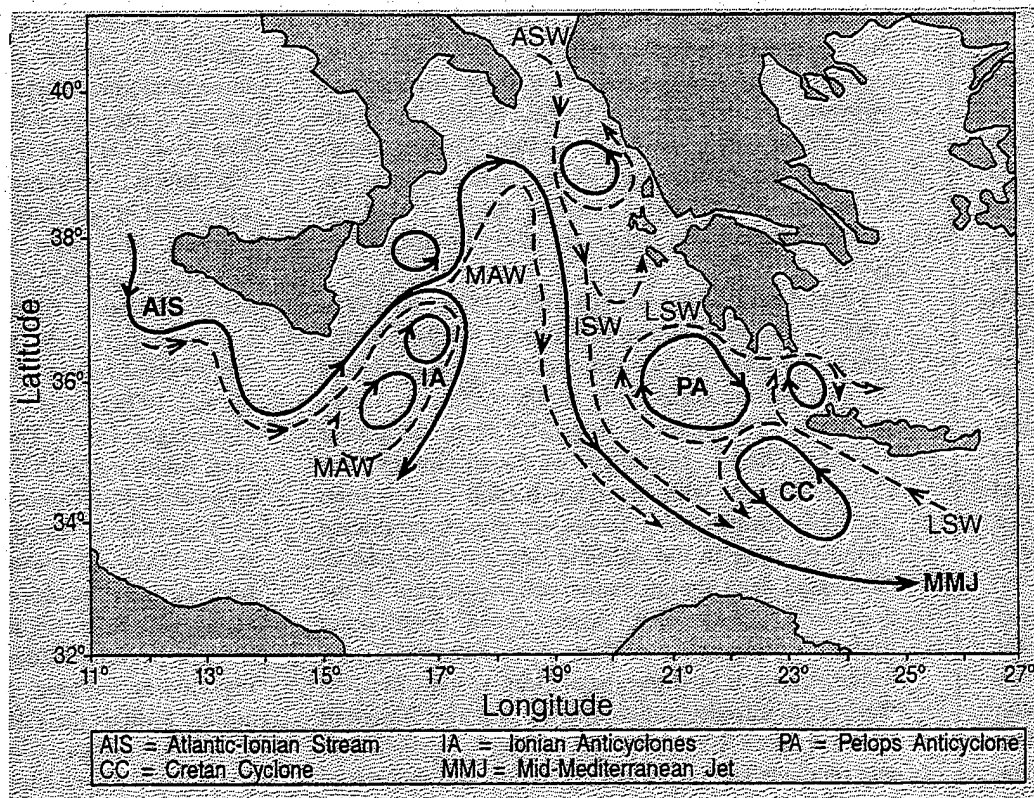 ASW
40°
38°
MAW
AIS
LSW
ISW
36°
IA
PA
MAW
CC
34°
LSW
MMJ
32°
11° 13° 15° 17° 19° 21° 23° 25° 27°
Latitude
Longitude
AIS = Atlantic-Ionian Stream IA = Ionian Anticyclones PA = Pelops Anticyclone
CC = Cretan Cyclone MMJ = Mid-Mediterranean Jet